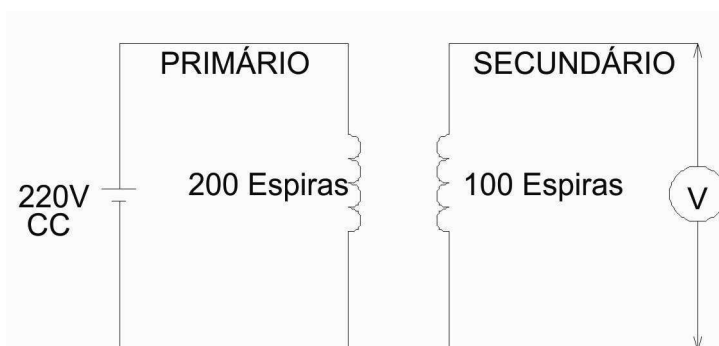 PRIMÁRIO
SECUNDÁRIO
220V
CC
200 Espiras
100 Espiras
V